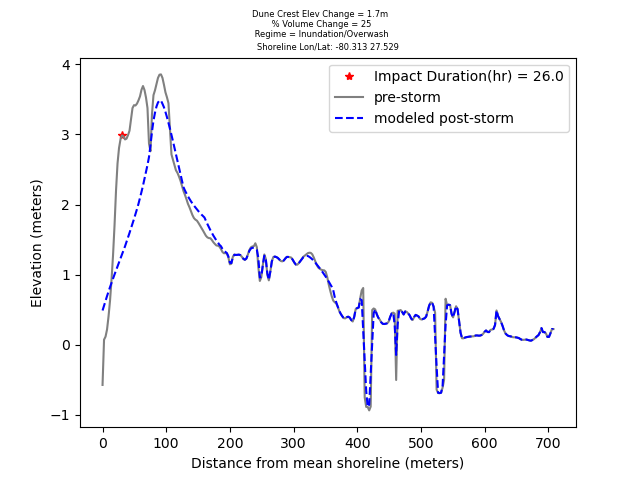 Dune Crest Elev Change = 1.7m
% Volume Change = 25
Regime = Inundation/Overwash
Shoreline Lon/Lat: -80.313 27.529
Impact Duration(hr) = 26.0
pre-storm
modeled post-storm
Elevation (meters)
4
3
2
1
0
−1
0 100 200 300 400 500 600 700
Distance from mean shoreline (meters)